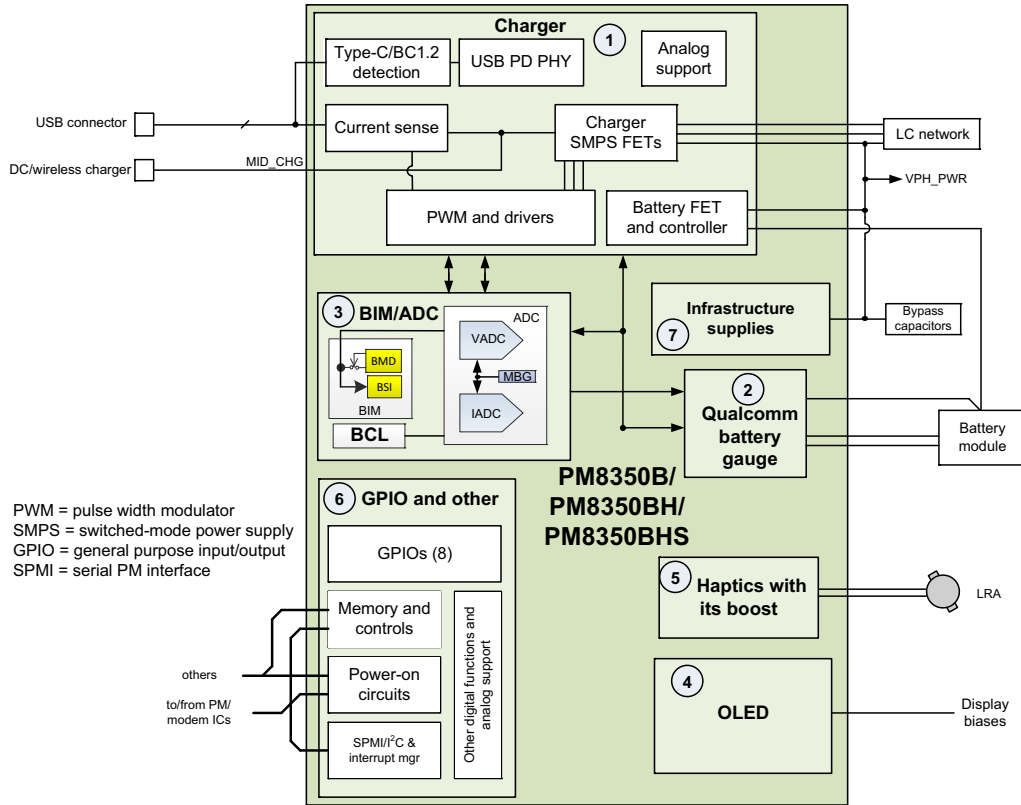 Charger
1
Type-C/BC1.2
detection
USB PD PHY
Analog
support
USB connector
Current sense
Charger
SMPS FETs
LC network
DC/wireless charger
MID_CHG
VPH_PWR
PWM and drivers
Battery FET
and controller
3
BIM/ADC
ADC
VADC
BMD
BSI
BIM
MBG
IADC
BCL
Infrastructure
supplies
7
Bypass
capacitors
2
Qualcomm
battery
gauge
Battery
module
PM8350B/
PM8350BH/
PM8350BHS
PWM = pulse width modulator
SMPS = switched-mode power supply
GPIO = general purpose input/output
SPMI = serial PM interface
6
GPIO and other
GPIOs (8)
Memory and
controls
Power-on
circuits
SPMI/I²C &
interrupt mgr
Other digital functions and
analog support
others
to/from PM/
modem ICs
5
Haptics with
its boost
LRA
4
OLED
Display
biases